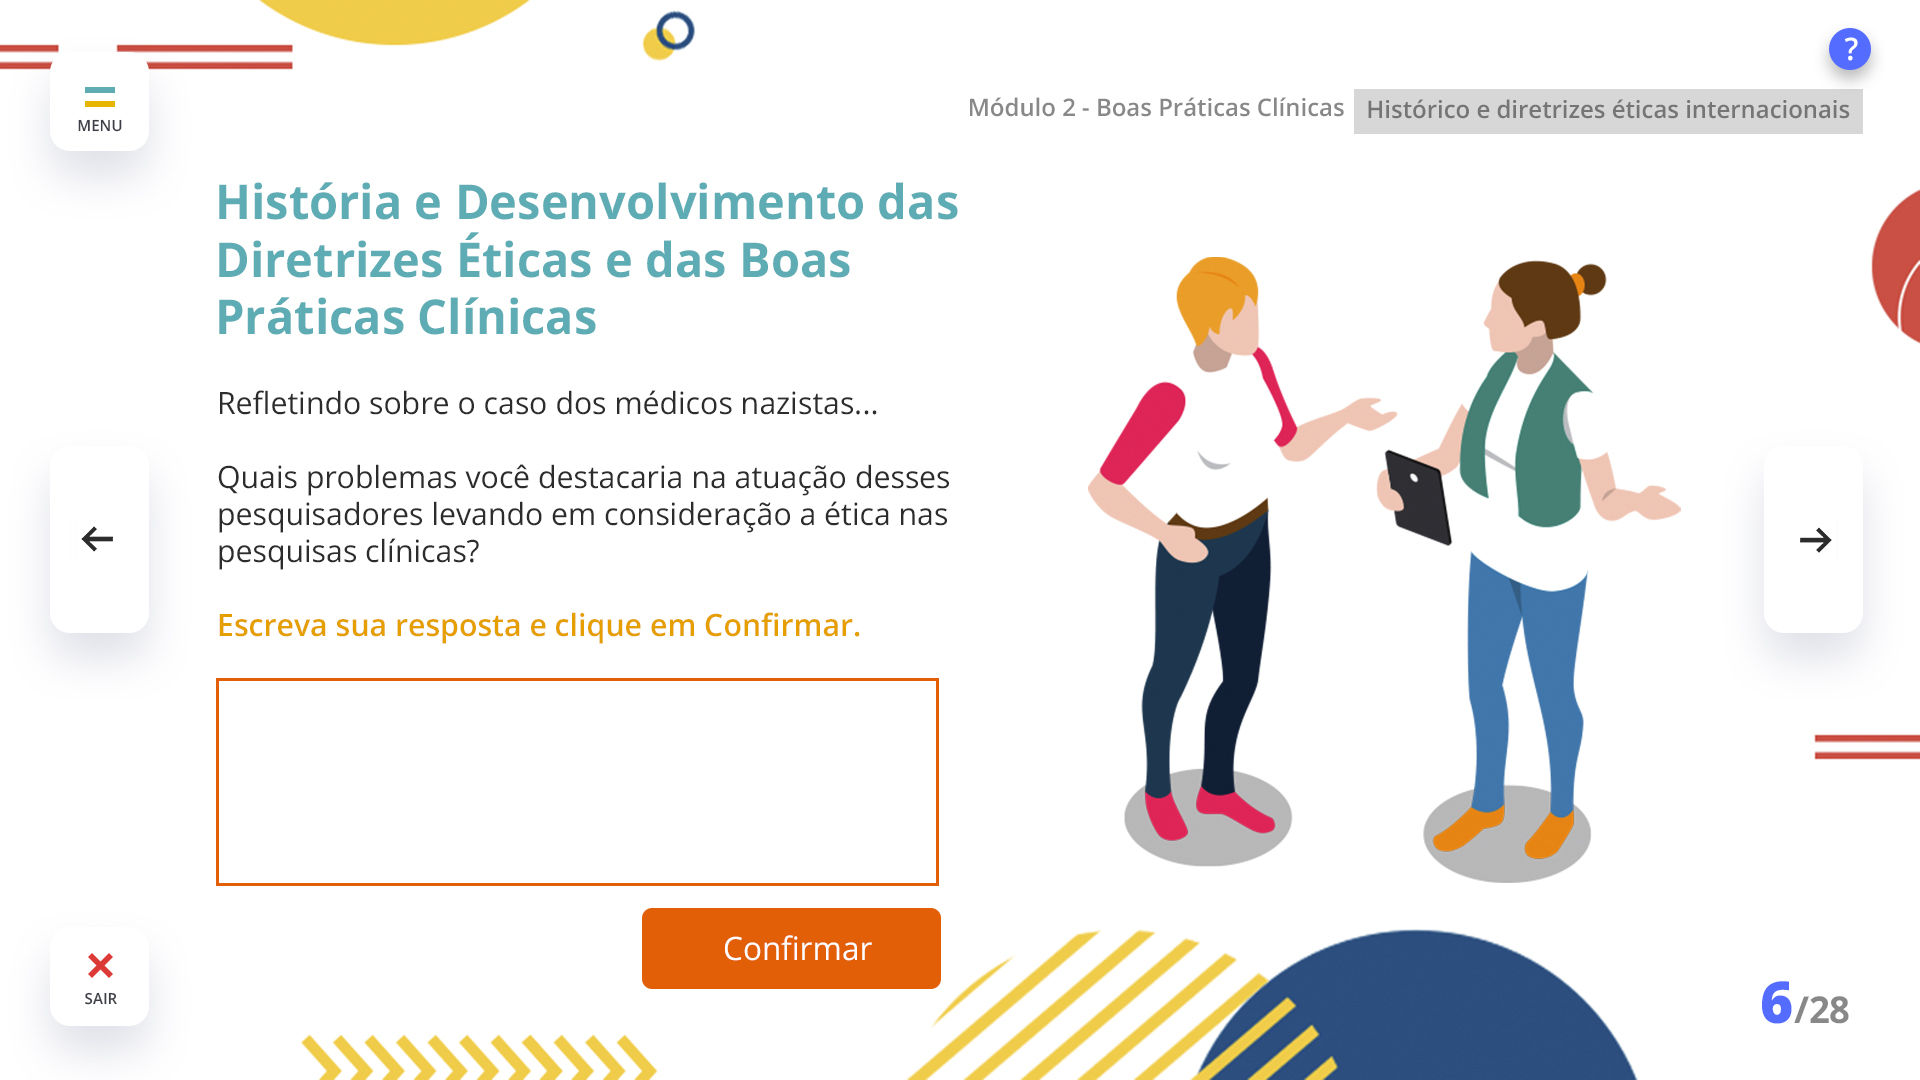 ?
MENU
Módulo 2 - Boas Práticas Clínicas
Histórico e diretrizes éticas internacionais
História e Desenvolvimento das
Diretrizes Éticas e das Boas
Práticas Clínicas
Refletindo sobre o caso dos médicos nazistas...
Quais problemas você destacaria na atuação desses
pesquisadores levando em consideração a ética nas
pesquisas clínicas?
Escreva sua resposta e clique em Confirmar.
Confirmar
SAIR
6/28